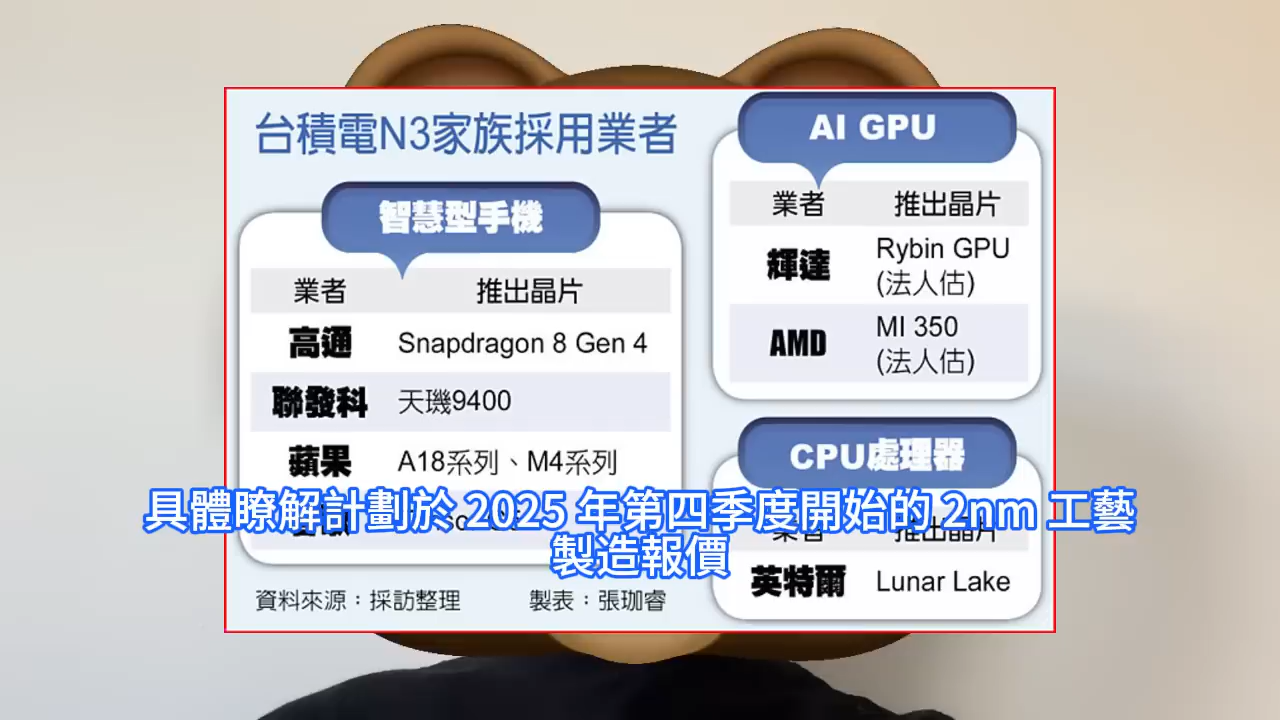 台積電N3家族採用業者
智慧型手機
業者 推出晶片
高通 Snapdragon 8 Gen 4
聯發科 天璣9400
蘋果 A18系列、M4系列
資料來源：採訪整理 製表：張珈睿
AI GPU
業者 推出晶片
輝達 Rybin GPU
(法人估)
AMD MI 350
(法人估)
CPU處理器
業者 推出晶片
英特爾 Lunar Lake
具體瞭解計劃於 2025 年第四季度開始的 2nm 工藝
製造報價